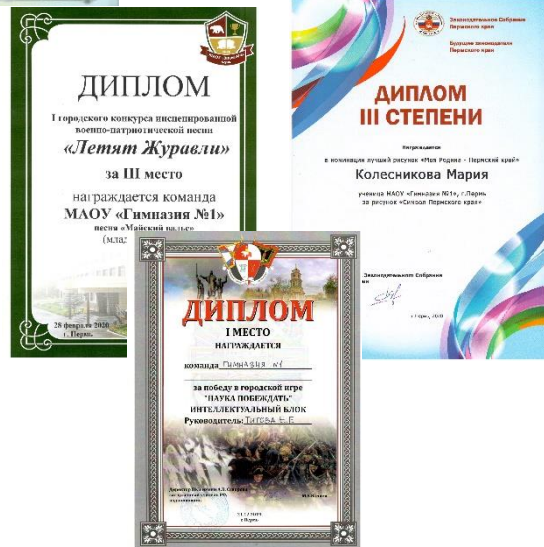 ДИПЛОМ
I городского конкурса инсценированной
военно-патриотической песни
«Летят Журавли»
за III место
награждается команда
МАОУ «Гимназия №1»
песня «Майский вальс»
28 февраля 2020
г. Пермь
Законодательное Собрание
Пермского края
Будущие законодатели
Пермского края
ДИПЛОМ
III СТЕПЕНИ
Награждается
в номинации лучший рисунок «Моя Родина - Пермский край»
Колесникова Мария
ученица МАОУ «Гимназия №1», г.Пермь
за рисунок «Символ Пермского края»
Законодательного Собрания
г.Пермь, 2020
ДИПЛОМ
I МЕСТО
НАГРАЖДАЕТСЯ
команда ГИМНАЗИЯ №1
за победу в городской игре
"НАУКА ПОБЕЖДАТЬ"
ИНТЕЛЛЕКТУАЛЬНЫЙ БЛОК
Руководитель: Титова Е.Г.
г.Пермь